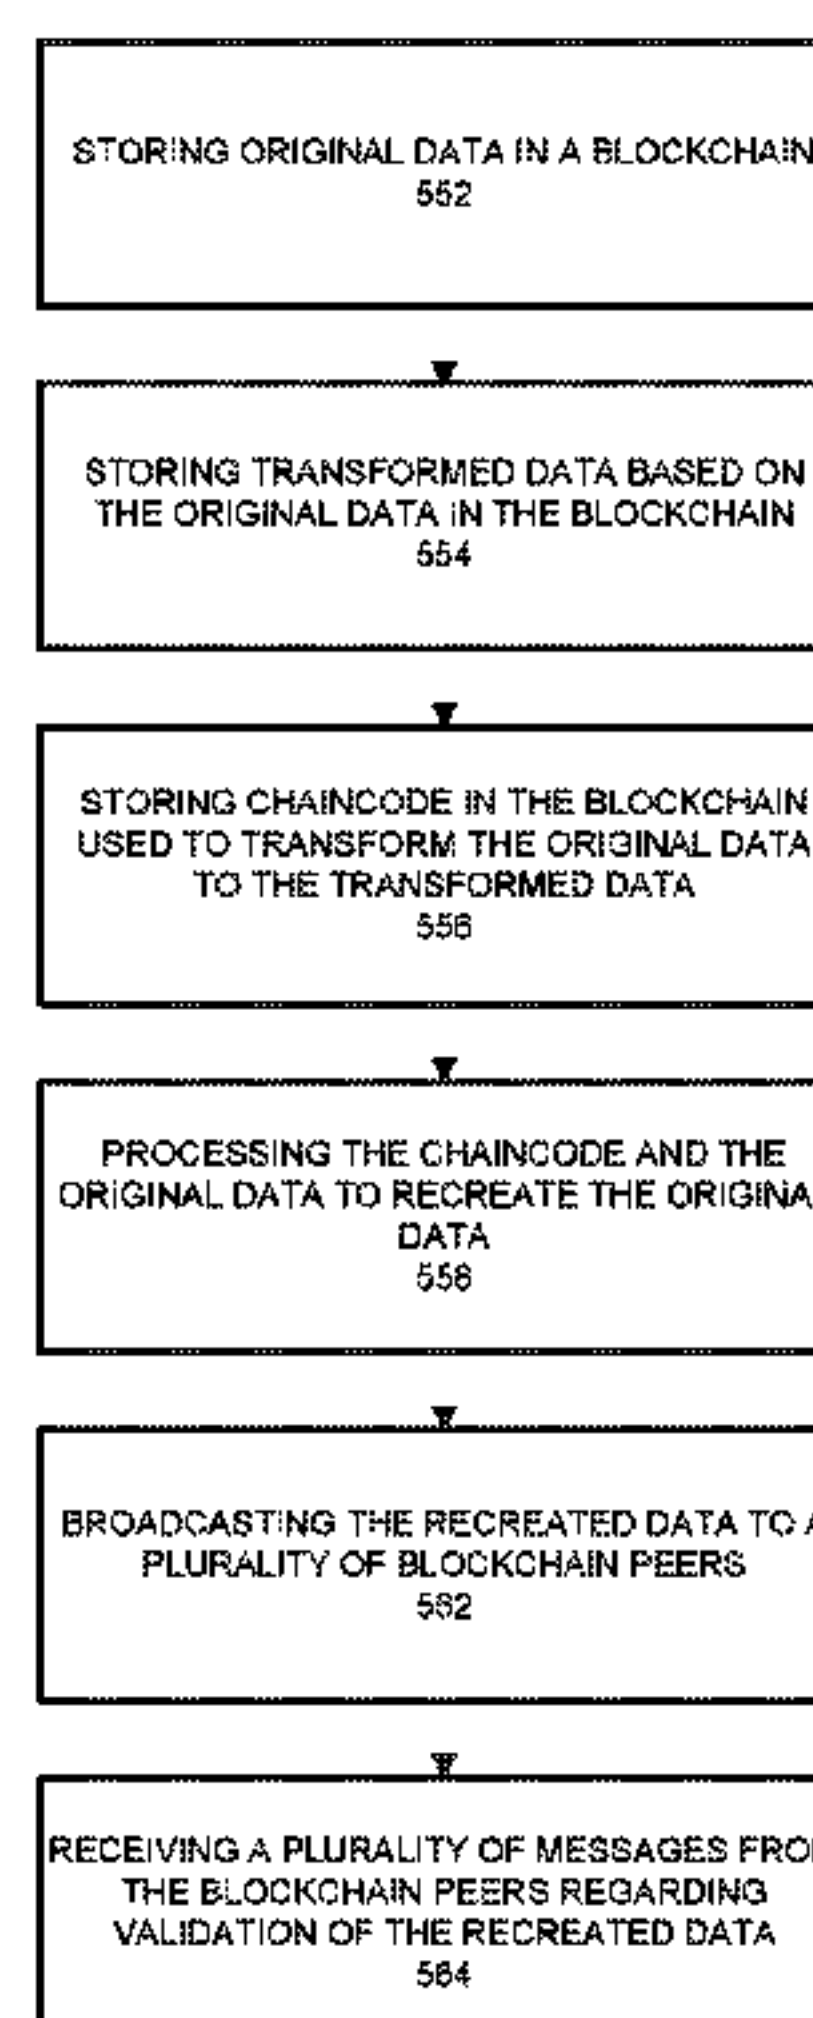 STORING ORIGINAL DATA IN A BLOCKCHAIN
552
STORING TRANSFORMED DATA BASED ON
THE ORIGINAL DATA IN THE BLOCKCHAIN
554
STORING CHAINCODE IN THE BLOCKCHAIN
USED TO TRANSFORM THE ORIGINAL DATA
TO THE TRANSFORMED DATA
556
PROCESSING THE CHAINCODE AND THE
ORIGINAL DATA TO RECREATE THE ORIGINA
DATA
558
BROADCASTING THE RECREATED DATA TO A
PLURALITY OF BLOCKCHAIN PEERS
562
RECEIVING A PLURALITY OF MESSAGES FRO
THE BLOCKCHAIN PEERS REGARDING
VALIDATION OF THE RECREATED DATA
564